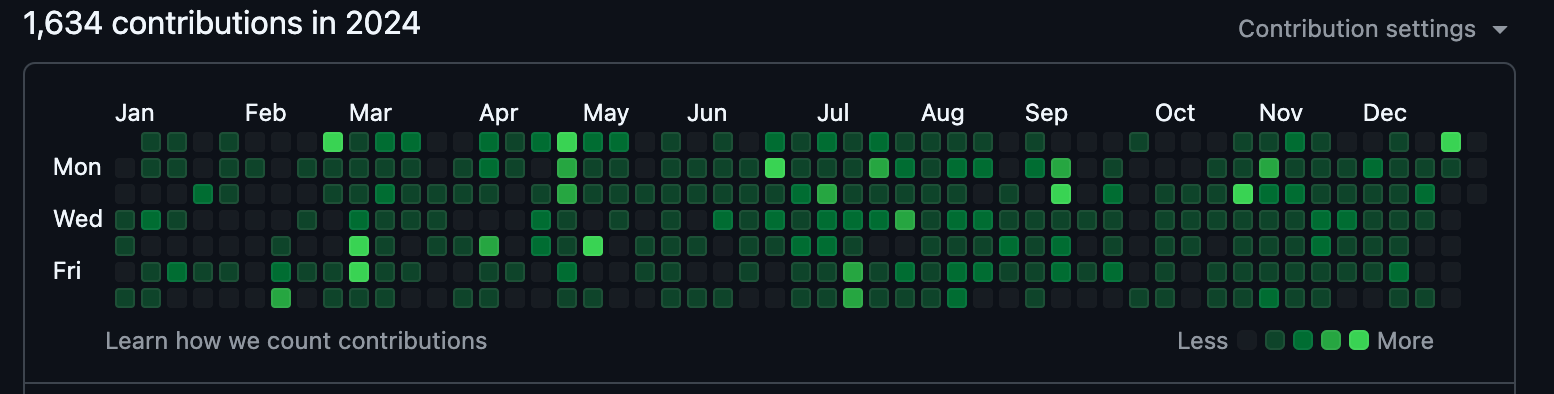 1,634 contributions in 2024
Contribution settings
Jan Feb Mar Apr May Jun Jul Aug Sep Oct Nov Dec
Mon
Wed
Fri
Learn how we count contributions
Less More